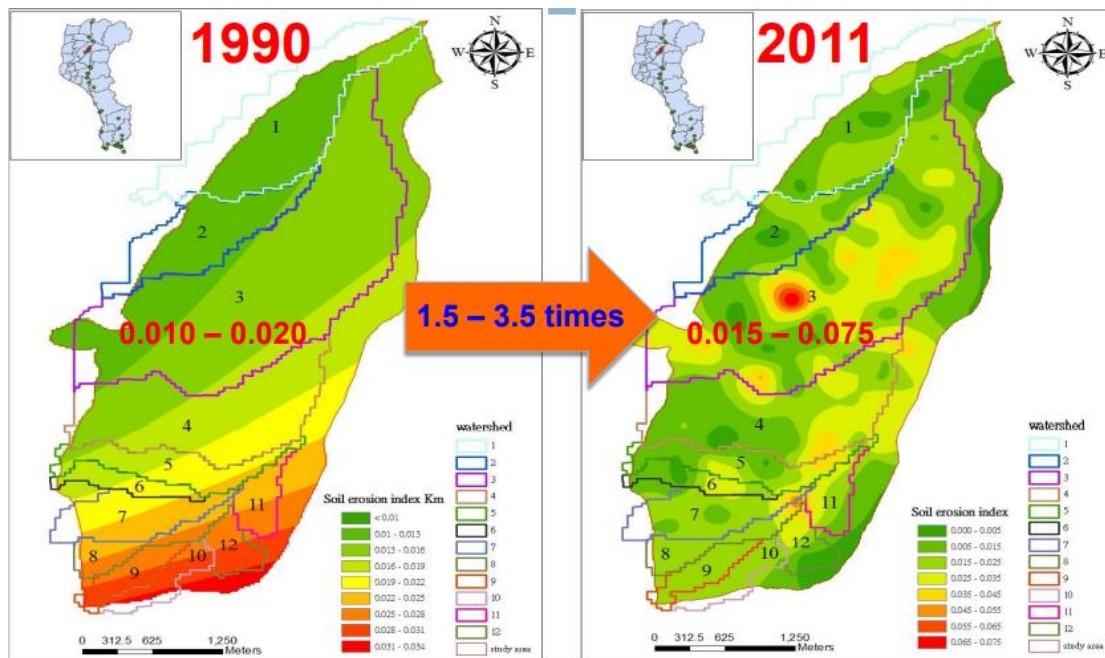 1990
N
W E
S
1
2
3
0.010 – 0.020
4
5
6
7
8
9
10
11
12
watershed
1
2
3
4
5
6
7
8
9
10
11
12
study area
Soil erosion index Km
< 0.01
0.01 - 0.013
0.013 - 0.016
0.016 - 0.019
0.019 - 0.022
0.022 - 0.025
0.025 - 0.028
0.028 - 0.031
0.031 - 0.034
0 312.5 625 1,250
Meters
1.5 – 3.5 times
2011
N
W E
S
1
2
3
0.015 – 0.075
4
5
6
7
8
9
10
11
12
watershed
1
2
3
4
5
6
7
8
9
10
11
12
study area
Soil erosion index
0.000 - 0.005
0.005 - 0.015
0.015 - 0.025
0.025 - 0.035
0.035 - 0.045
0.045 - 0.055
0.055 - 0.065
0.065 - 0.075
0 312.5 625 1,250
Meters